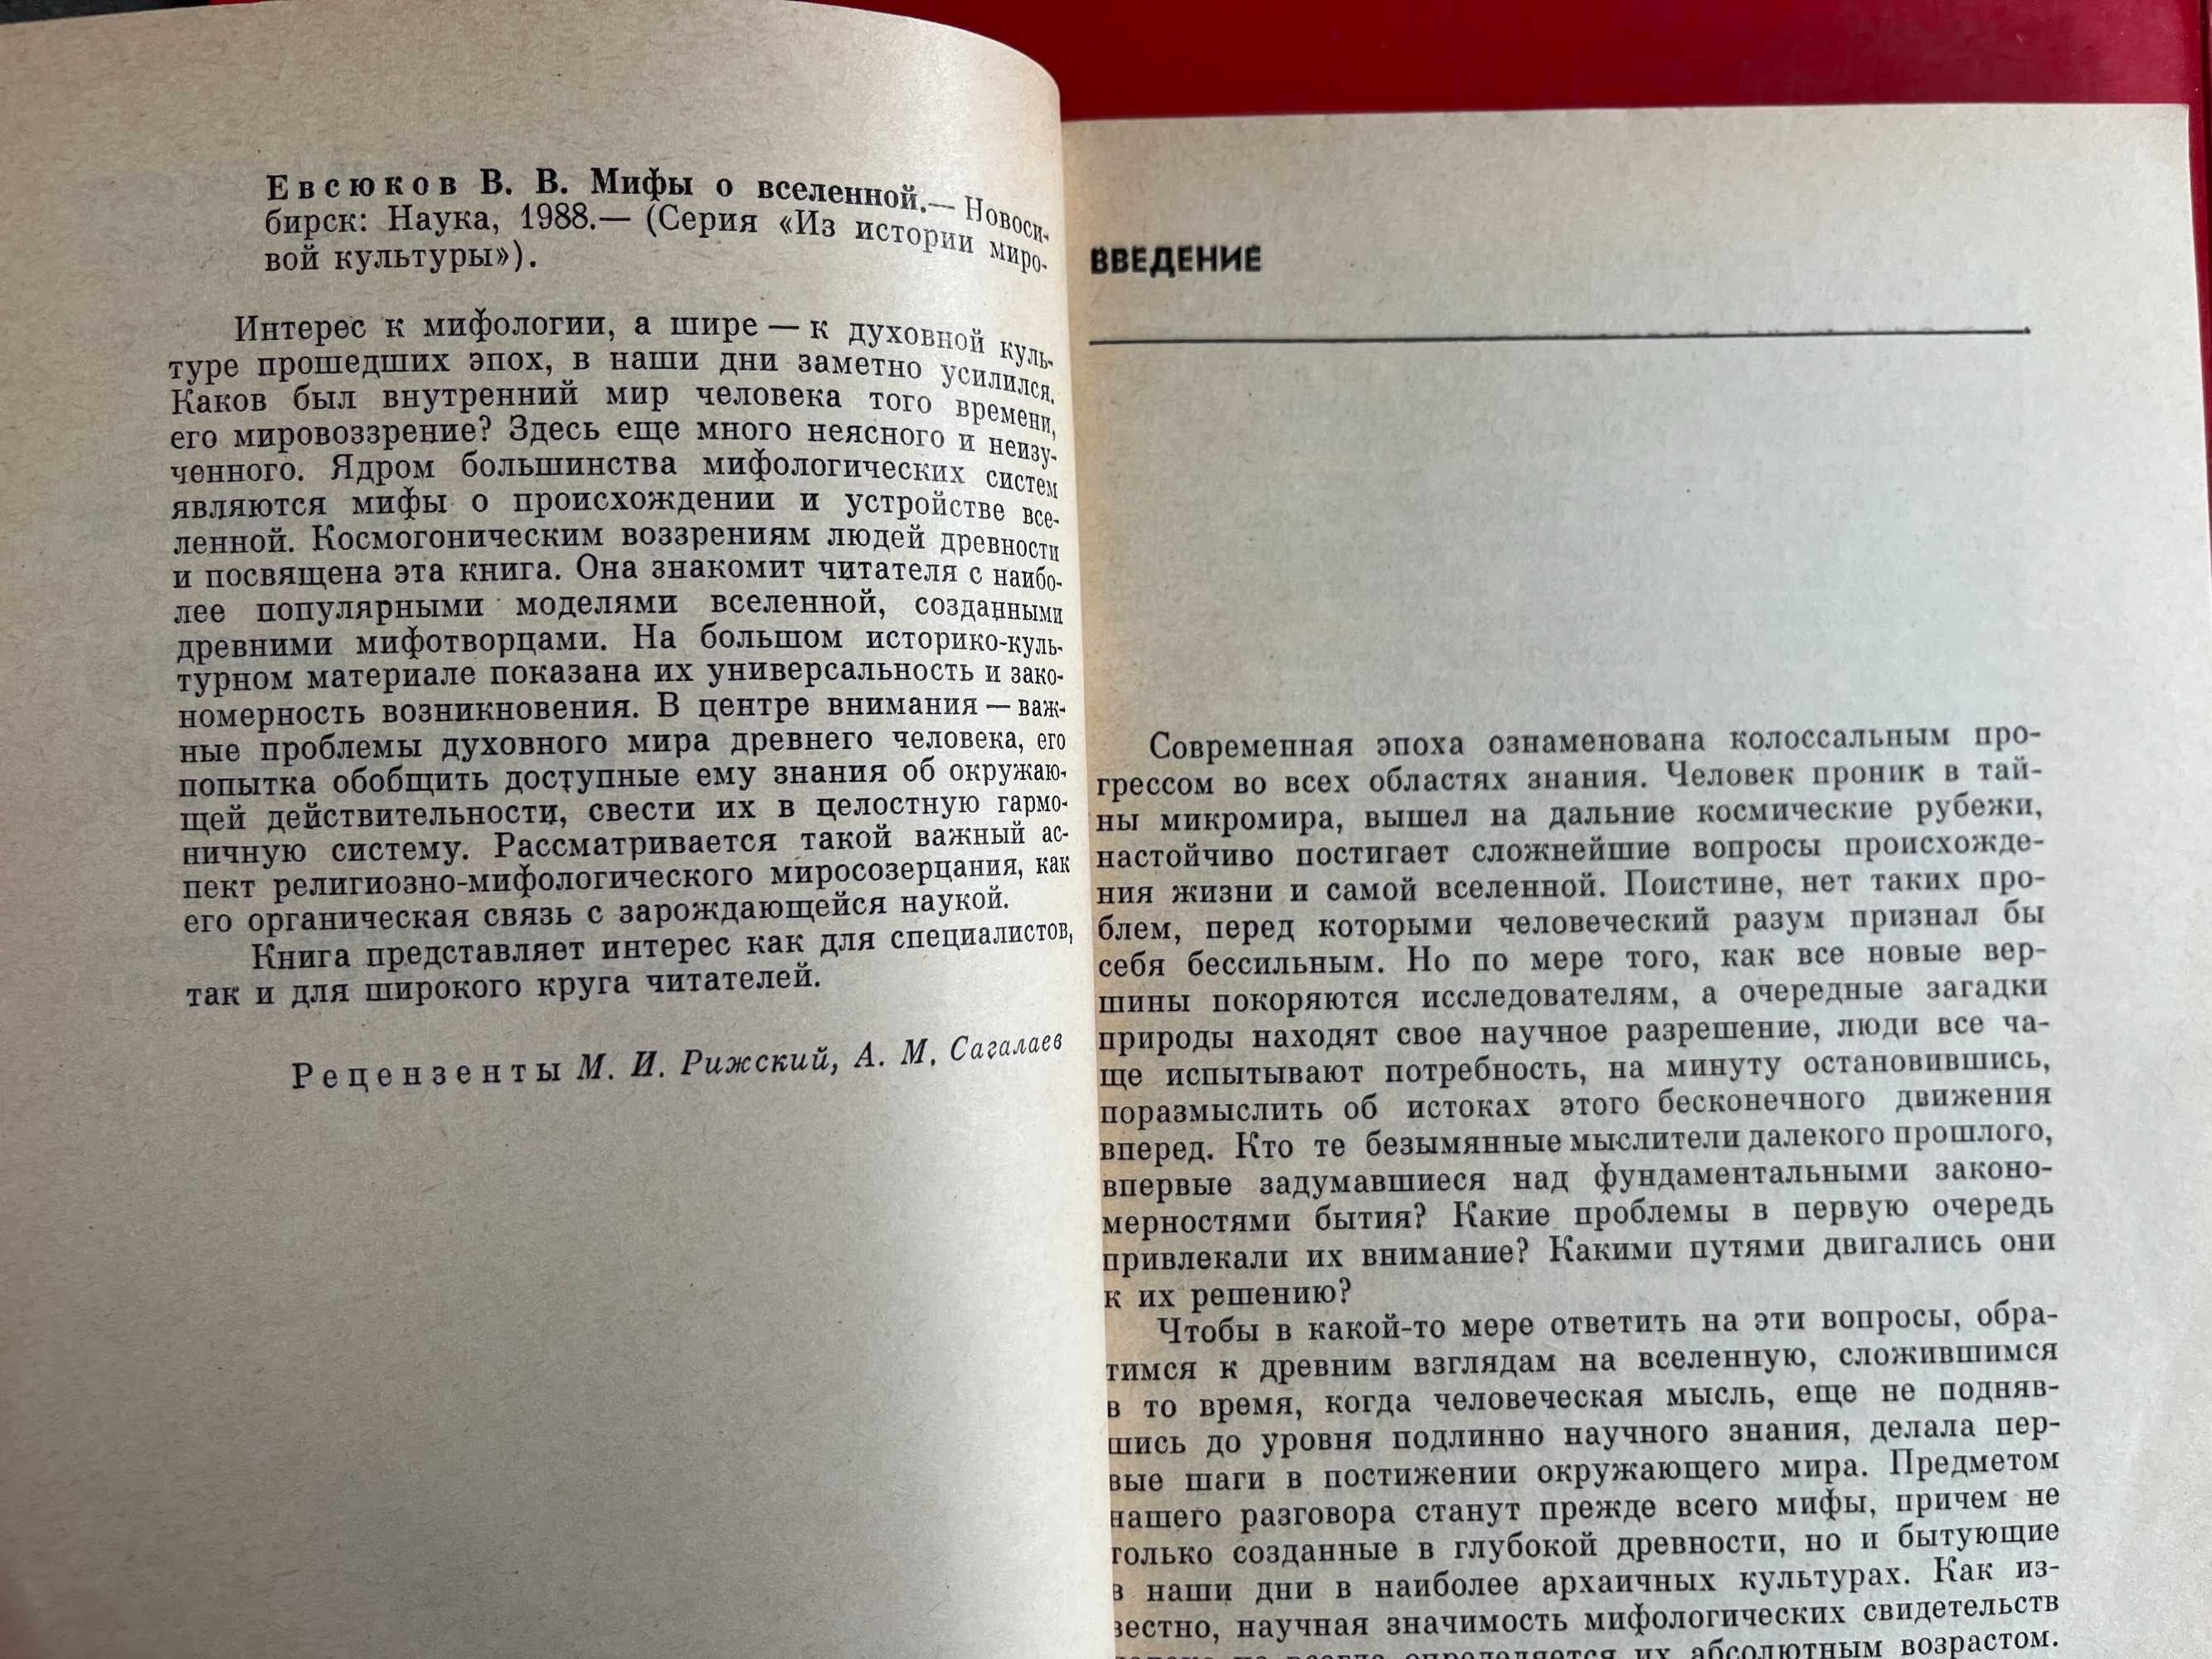 Евсюков В. В. Мифы о вселенной.— Новоси-
бирск: Наука, 1988.— (Серия «Из истории миро-
вой культуры»).
Интерес к мифологии, а шире — к духовной куль-
туре прошедших эпох, в наши дни заметно усилился.
Каков был внутренний мир человека того времени,
его мировоззрение? Здесь еще много неясного и неизу-
ченного. Ядром большинства мифологических систем
являются мифы о происхождении и устройстве все-
ленной. Космогоническим воззрениям людей древности
и посвящена эта книга. Она знакомит читателя с наибо-
лее популярными моделями вселенной, созданными
древними мифотворцами. На большом историко-куль-
турном материале показана их универсальность и зако-
номерность возникновения. В центре внимания — важ-
ные проблемы духовного мира древнего человека, его
попытка обобщить доступные ему знания об окружаю-
щей действительности, свести их в целостную гармо-
ничную систему. Рассматривается такой важный ас-
пект религиозно-мифологического миросозерцания, как
его органическая связь с зарождающейся наукой.
Книга представляет интерес как для специалистов,
так и для широкого круга читателей.
Рецензенты М. И. Рижский, А. М. Сагалаев
ВВЕДЕНИЕ
Современная эпоха ознаменована колоссальным про-
грессом во всех областях знания. Человек проник в тай-
ны микромира, вышел на дальние космические рубежи,
настойчиво постигает сложнейшие вопросы происхожде-
ния жизни и самой вселенной. Поистине, нет таких про-
блем, перед которыми человеческий разум признал бы
себя бессильным. Но по мере того, как все новые вер-
шины покоряются исследователям, а очередные загадки
природы находят свое научное разрешение, люди все ча-
ще испытывают потребность, на минуту остановившись,
поразмыслить об истоках этого бесконечного движения
вперед. Кто те безымянные мыслители далекого прошлого,
впервые задумавшиеся над фундаментальными законо-
мерностями бытия? Какие проблемы в первую очередь
привлекали их внимание? Какими путями двигались они
к их решению?
Чтобы в какой-то мере ответить на эти вопросы, обра-
тимся к древним взглядам на вселенную, сложившимся
в то время, когда человеческая мысль, еще не подняв-
шись до уровня подлинно научного знания, делала пер-
вые шаги в постижении окружающего мира. Предметом
нашего разговора станут прежде всего мифы, причем не
только созданные в глубокой древности, но и бытующие
в наши дни в наиболее архаичных культурах. Как из-
вестно, научная значимость мифологических свидетельств
определяется их абсолютным возрастом.